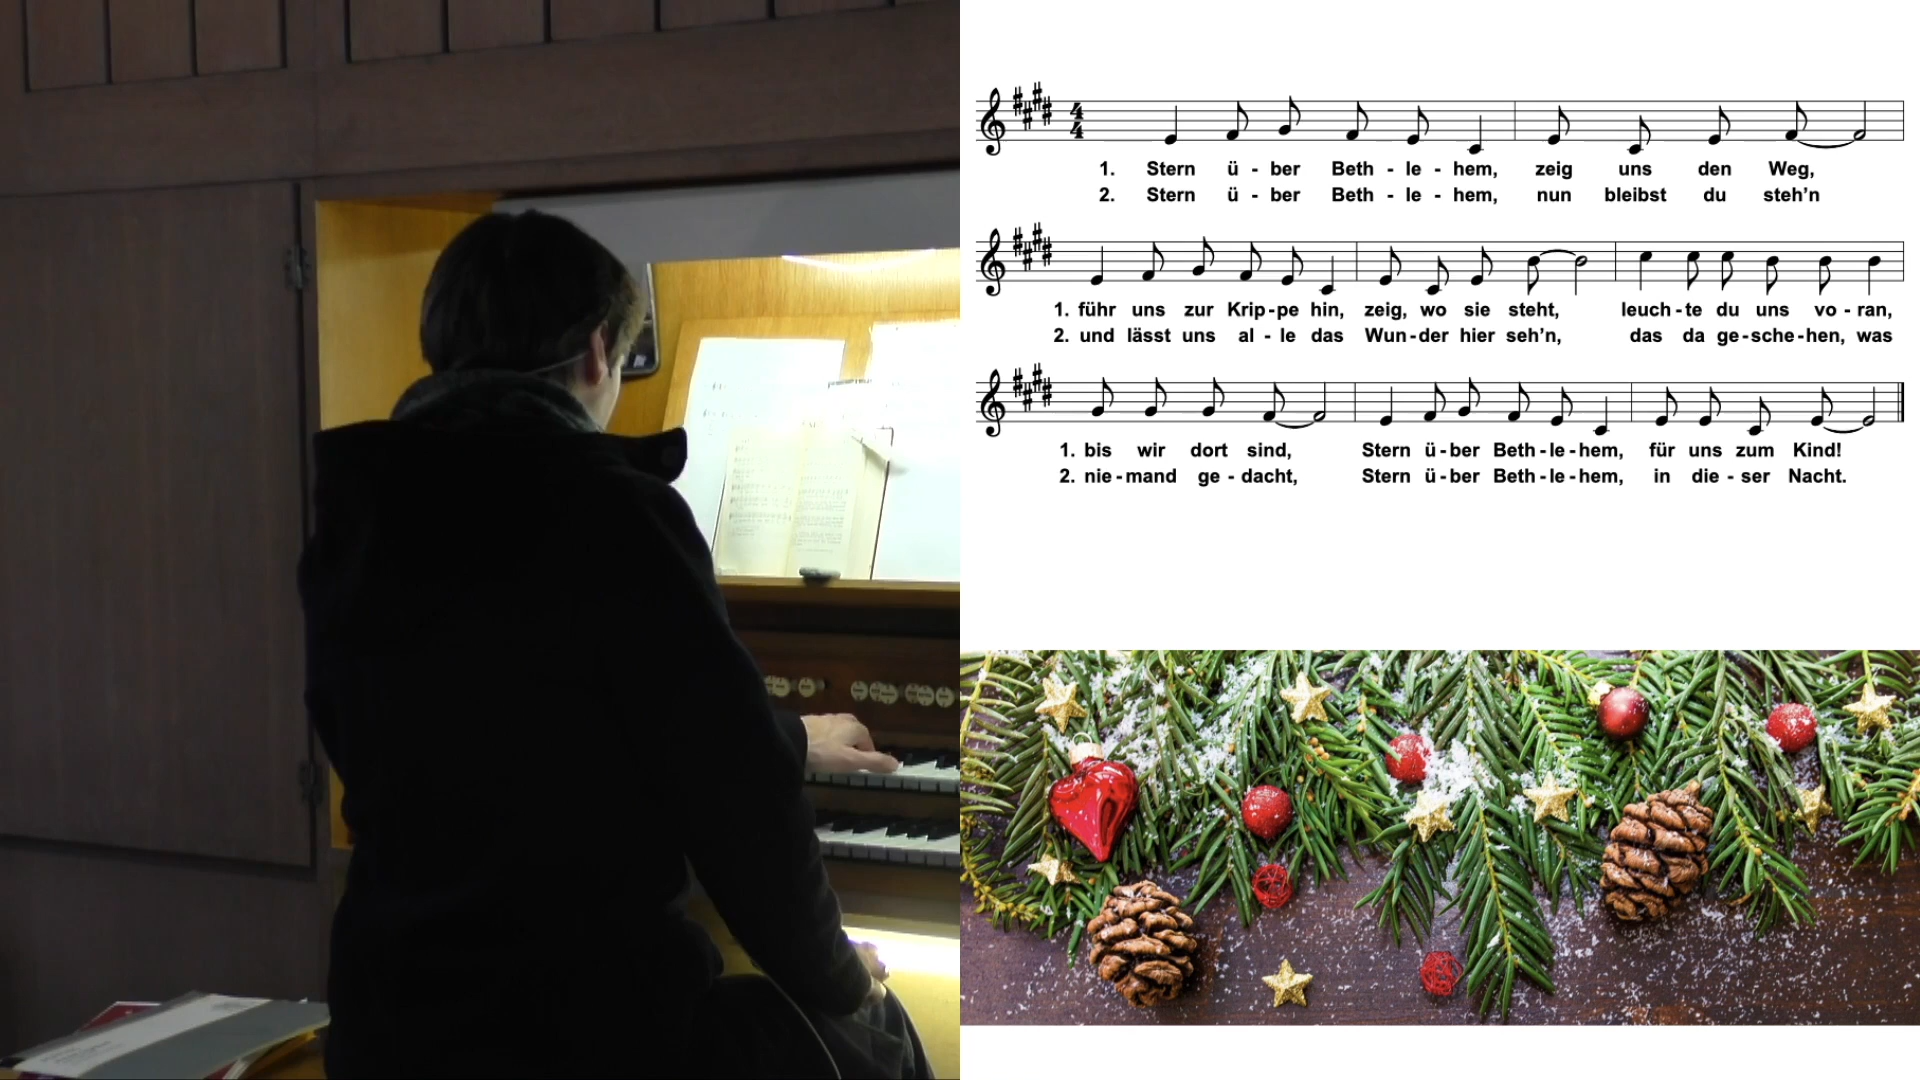 1. Stern ü - ber Beth - le - hem, zeig uns den Weg,
2. Stern ü - ber Beth - le - hem, nun bleibst du steh’n
1. führ uns zur Krip - pe hin, zeig, wo sie steht, leuch - te du uns vo - ran,
2. und lässt uns al - le das Wun - der hier seh’n, das da ge - sche - hen, was
1. bis wir dort sind, Stern ü - ber Beth - le - hem, für uns zum Kind!
2. nie - mand ge - dacht, Stern ü - ber Beth - le - hem, in die - ser Nacht.